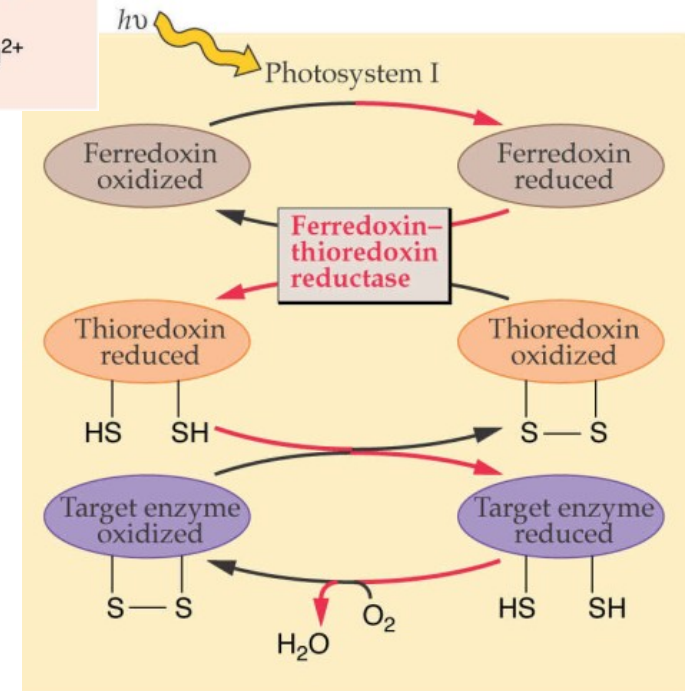 2+
hυ
Photosystem I
Ferredoxin
oxidized
Ferredoxin
reduced
Ferredoxin–
thioredoxin
reductase
Thioredoxin
reduced
Thioredoxin
oxidized
HS SH
S — S
Target enzyme
oxidized
Target enzyme
reduced
S — S
HS SH
O₂
H₂O